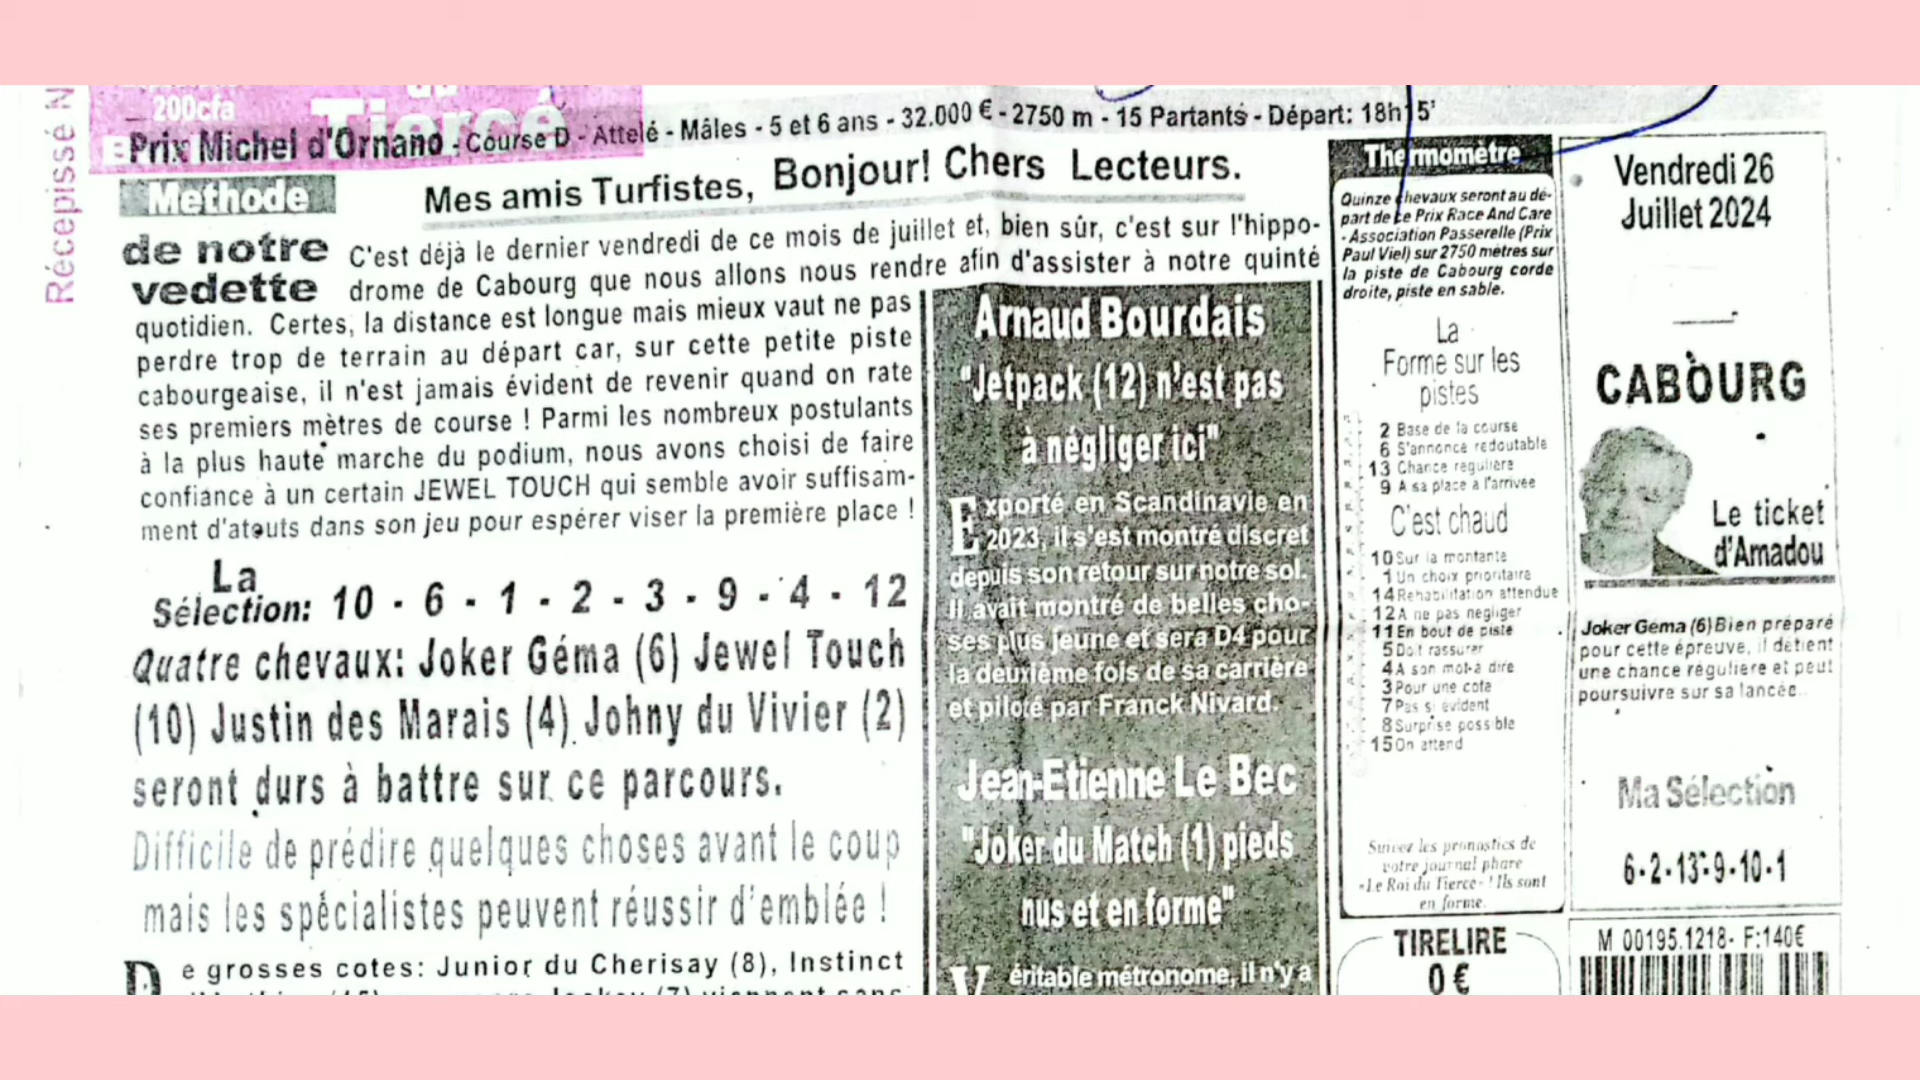 Récépissé N
200cfa
Tiercé
Prix Michel d'Ornano - Course D - Attelé - Mâles - 5 et 6 ans - 32.000 € - 2750 m - 15 Partants - Départ: 18h15'
Méthode
de notre
vedette
Mes amis Turfistes, Bonjour! Chers Lecteurs.
C'est déjà le dernier vendredi de ce mois de juillet et, bien sûr, c'est sur l'hippo-
drome de Cabourg que nous allons nous rendre afin d'assister à notre quinté
quotidien. Certes, la distance est longue mais mieux vaut ne pas
perdre trop de terrain au départ car, sur cette petite piste
cabourgeaise, il n'est jamais évident de revenir quand on rate
ses premiers mètres de course ! Parmi les nombreux postulants
à la plus haute marche du podium, nous avons choisi de faire
confiance à un certain JEWEL TOUCH qui semble avoir suffisam-
ment d'atouts dans son jeu pour espérer viser la première place !
La
Sélection: 10 - 6 - 1 - 2 - 3 - 9 - 4 - 12
Quatre chevaux: Joker Géma (6) Jewel Touch
(10) Justin des Marais (4) Johny du Vivier (2)
seront durs à battre sur ce parcours.
Difficile de prédire quelques choses avant le coup
mais les spécialistes peuvent réussir d'emblée !
De grosses cotes: Junior du Cherisay (8), Instinct
Arnaud Bourdais
"Jetpack (12) n'est pas
à négliger ici"
Exporté en Scandinavie en
2023, il s'est montré discret
depuis son retour sur notre sol.
Il avait montré de belles cho-
ses plus jeune et sera D4 pour
la deuxième fois de sa carrière
et piloté par Franck Nivard.
Jean-Etienne Le Bec
"Joker du Match (1) pieds
nus et en forme"
Véritable métronome, il n'y a
Thermomètre
Quinze chevaux seront au dé-
part de Le Prix Race And Care
- Association Passerelle (Prix
Paul Viel) sur 2750 mètres sur
la piste de Cabourg corde
droite, piste en sable.
La
Forme sur les
pistes
2 Base de la course
6 S'annonce redoutable
13 Chance régulière
9 A sa place à l'arrivée
C'est chaud
10 Sur la montante
1 Un choix prioritaire
14 Réhabilitation attendue
12 A ne pas négliger
11 En bout de piste
5 Doit rassurer
4 A son mot à dire
3 Pour une cote
7 Pas si évident
8 Surprise possible
15 On attend
Suivez les pronostics de
votre journal phare
«Le Roi du Tiercé» ! Ils sont
en forme.
TIRELIRE
0 €
Vendredi 26
Juillet 2024
CABOURG
Le ticket
d'Amadou
Joker Géma (6) Bien préparé
pour cette épreuve, il détient
une chance régulière et peut
poursuivre sur sa lancée.
Ma Sélection
6-2-13-9-10-1
M 00195.1218- F:140€